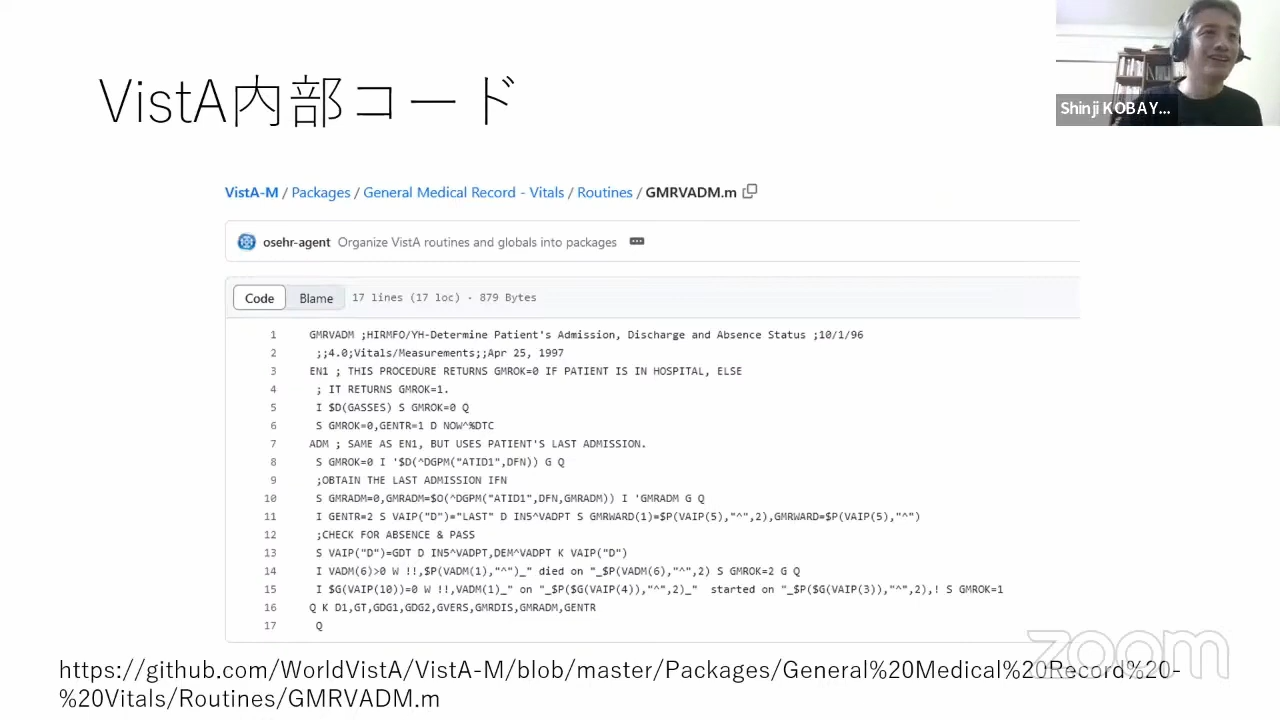 VistA内部コード
Shinji KOBAY...
VistA-M / Packages / General Medical Record - Vitals / Routines / GMRVADM.m
osehr-agent Organize VistA routines and globals into packages
Code Blame 17 lines (17 loc) · 879 Bytes
1 GMRVADM ;HIRMFO/YH-Determine Patient's Admission, Discharge and Absence Status ;10/1/96
2 ;;4.0;Vitals/Measurements;;Apr 25, 1997
3 EN1 ; THIS PROCEDURE RETURNS GMROK=0 IF PATIENT IS IN HOSPITAL, ELSE
4 ; IT RETURNS GMROK=1.
5 I $D(GASSES) S GMROK=0 Q
6 S GMROK=0,GENTR=1 D NOW^%DTC
7 ADM ; SAME AS EN1, BUT USES PATIENT'S LAST ADMISSION.
8 S GMROK=0 I '$D(^DGPM("ATID1",DFN)) G Q
9 ;OBTAIN THE LAST ADMISSION IFN
10 S GMRADM=0,GMRADM=$O(^DGPM("ATID1",DFN,GMRADM)) I 'GMRADM G Q
11 I GENTR=2 S VAIP("D")="LAST" D IN5^VADPT S GMRWARD(1)=$P(VAIP(5),"^",2),GMRWARD=$P(VAIP(5),"^")
12 ;CHECK FOR ABSENCE & PASS
13 S VAIP("D")=GDT D IN5^VADPT,DEM^VADPT K VAIP("D")
14 I VADM(6)>0 W !!,$P(VADM(1),"^")_" died on "_$P(VADM(6),"^",2) S GMROK=2 G Q
15 I $G(VAIP(10))=0 W !!,VADM(1)_" on "_$P($G(VAIP(4)),"^",2)_"  started on "_$P($G(VAIP(3)),"^",2),! S GMROK=1
16 Q K D1,GT,GDG1,GDG2,GVERS,GMRDIS,GMRADM,GENTR
17 Q
zoom
https://github.com/WorldVistA/VistA-M/blob/master/Packages/General%20Medical%20Record%20-
%20Vitals/Routines/GMRVADM.m